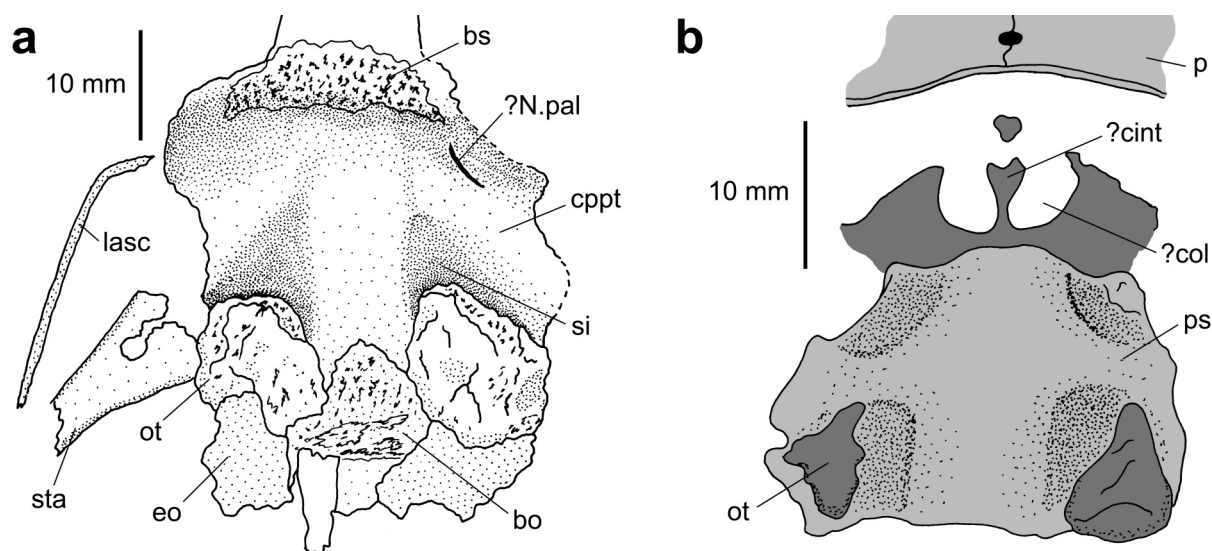 a
10 mm
bs
?N.pal
cppt
lasc
si
ot
sta
eo
bo
b
p
10 mm
?cint
?col
ps
ot